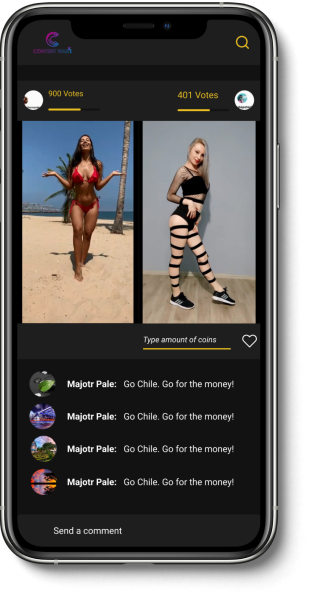 900 Votes
401 Votes
Type amount of coins
Majotr Pale: Go Chile. Go for the money!
Majotr Pale: Go Chile. Go for the money!
Majotr Pale: Go Chile. Go for the money!
Majotr Pale: Go Chile. Go for the money!
Send a comment